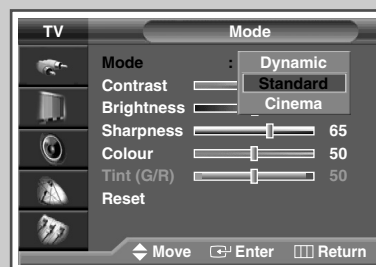 TV Mode
Mode : Dynamic
Contrast Standard
Brightness Cinema
Sharpness 65
Colour 50
Tint (G/R) 50
Reset
Move Enter Return